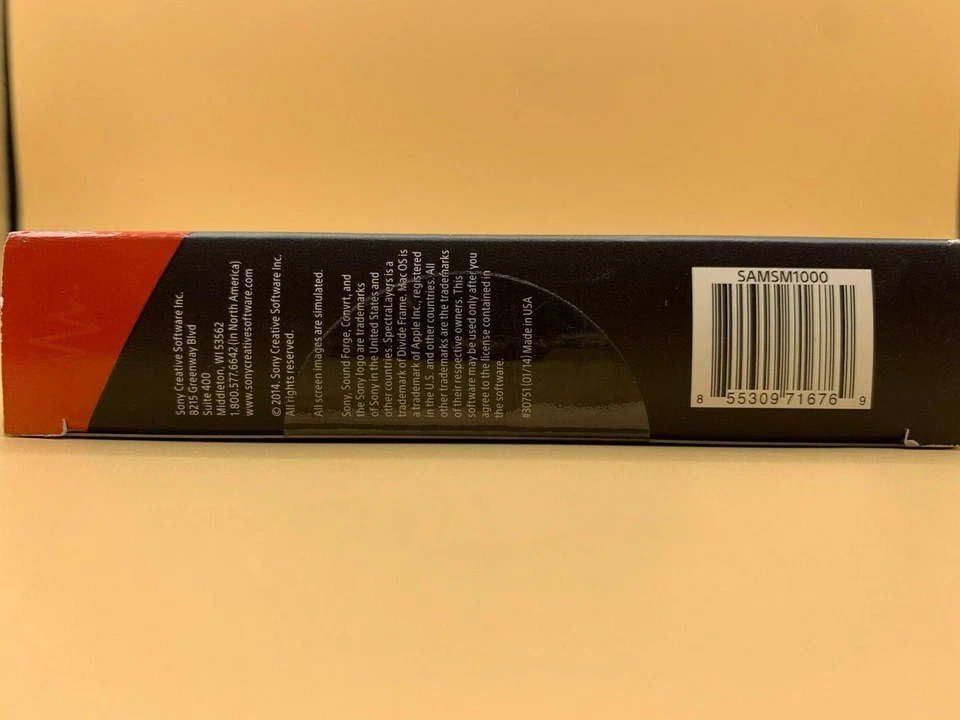 Sony Creative Software Inc.
8215 Greenway Blvd
Suite 400
Middleton, WI 53562
1.800.577.6642 (in North America)
www.sonycreativesoftware.com
© 2014. Sony Creative Software Inc.
All rights reserved.
All screen images are simulated.
Sony, Sound Forge, Convrt, and
the Sony logo are trademarks
of Sony in the United States and
other countries. SpectraLayers is a
trademark of Divide Frame. Mac OS is
a trademark of Apple Inc., registered
in the U.S. and other countries. All
other trademarks are the trademarks
of their respective owners. This
software may be used only after you
agree to the license contained in
the software.
#30751 (01/14) Made in USA
SAMSM1000
8 55309 71676 9